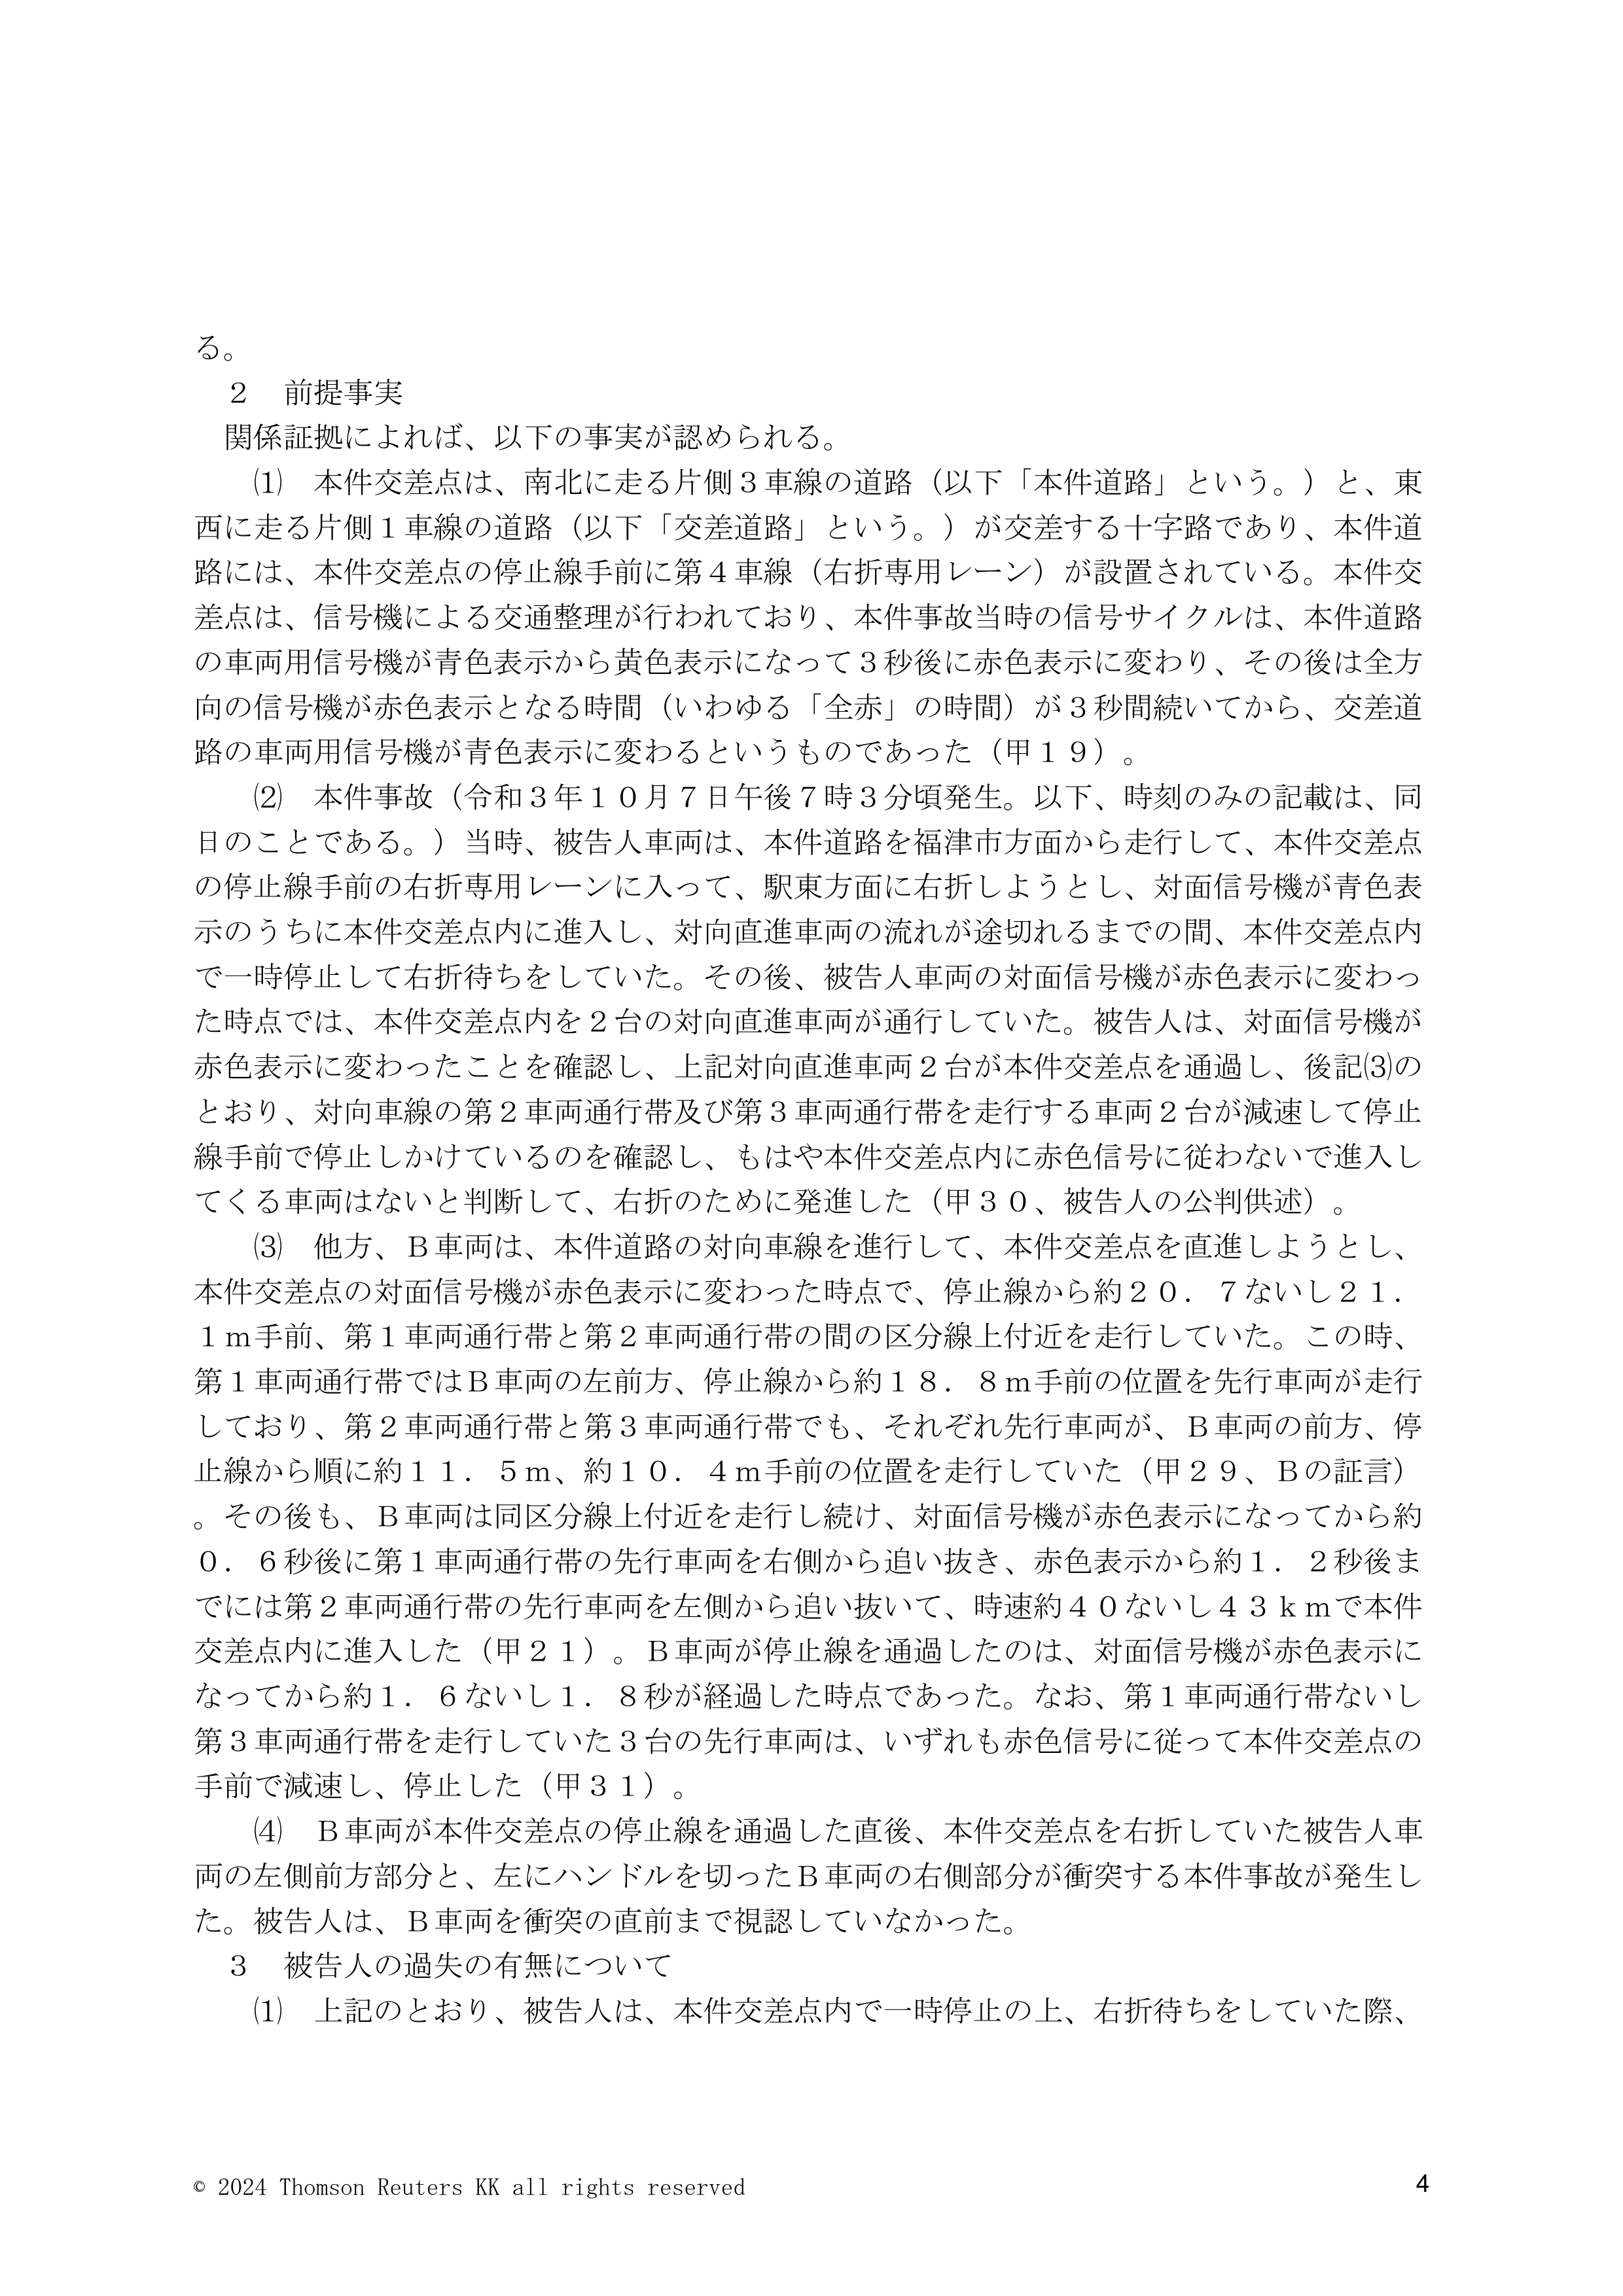 る。
２　前提事実
関係証拠によれば、以下の事実が認められる。
⑴　本件交差点は、南北に走る片側３車線の道路（以下「本件道路」という。）と、東
西に走る片側１車線の道路（以下「交差道路」という。）が交差する十字路であり、本件道
路には、本件交差点の停止線手前に第４車線（右折専用レーン）が設置されている。本件交
差点は、信号機による交通整理が行われており、本件事故当時の信号サイクルは、本件道路
の車両用信号機が青色表示から黄色表示になって３秒後に赤色表示に変わり、その後は全方
向の信号機が赤色表示となる時間（いわゆる「全赤」の時間）が３秒間続いてから、交差道
路の車両用信号機が青色表示に変わるというものであった（甲１９）。
⑵　本件事故（令和３年１０月７日午後７時３分頃発生。以下、時刻のみの記載は、同
日のことである。）当時、被告人車両は、本件道路を福津市方面から走行して、本件交差点
の停止線手前の右折専用レーンに入って、駅東方面に右折しようとし、対面信号機が青色表
示のうちに本件交差点内に進入し、対向直進車両の流れが途切れるまでの間、本件交差点内
で一時停止して右折待ちをしていた。その後、被告人車両の対面信号機が赤色表示に変わっ
た時点では、本件交差点内を２台の対向直進車両が通行していた。被告人は、対面信号機が
赤色表示に変わったことを確認し、上記対向直進車両２台が本件交差点を通過し、後記⑶の
とおり、対向車線の第２車両通行帯及び第３車両通行帯を走行する車両２台が減速して停止
線手前で停止しかけているのを確認し、もはや本件交差点内に赤色信号に従わないで進入し
てくる車両はないと判断して、右折のために発進した（甲３０、被告人の公判供述）。
⑶　他方、Ｂ車両は、本件道路の対向車線を進行して、本件交差点を直進しようとし、
本件交差点の対面信号機が赤色表示に変わった時点で、停止線から約２０．７ないし２１．
１ｍ手前、第１車両通行帯と第２車両通行帯の間の区分線上付近を走行していた。この時、
第１車両通行帯ではＢ車両の左前方、停止線から約１８．８ｍ手前の位置を先行車両が走行
しており、第２車両通行帯と第３車両通行帯でも、それぞれ先行車両が、Ｂ車両の前方、停
止線から順に約１１．５ｍ、約１０．４ｍ手前の位置を走行していた（甲２９、Ｂの証言）
。その後も、Ｂ車両は同区分線上付近を走行し続け、対面信号機が赤色表示になってから約
０．６秒後に第１車両通行帯の先行車両を右側から追い抜き、赤色表示から約１．２秒後ま
でには第２車両通行帯の先行車両を左側から追い抜いて、時速約４０ないし４３ｋｍで本件
交差点内に進入した（甲２１）。Ｂ車両が停止線を通過したのは、対面信号機が赤色表示に
なってから約１．６ないし１．８秒が経過した時点であった。なお、第１車両通行帯ないし
第３車両通行帯を走行していた３台の先行車両は、いずれも赤色信号に従って本件交差点の
手前で減速し、停止した（甲３１）。
⑷　Ｂ車両が本件交差点の停止線を通過した直後、本件交差点を右折していた被告人車
両の左側前方部分と、左にハンドルを切ったＢ車両の右側部分が衝突する本件事故が発生し
た。被告人は、Ｂ車両を衝突の直前まで視認していなかった。
３　被告人の過失の有無について
⑴　上記のとおり、被告人は、本件交差点内で一時停止の上、右折待ちをしていた際、
© 2024 Thomson Reuters KK all rights reserved
4